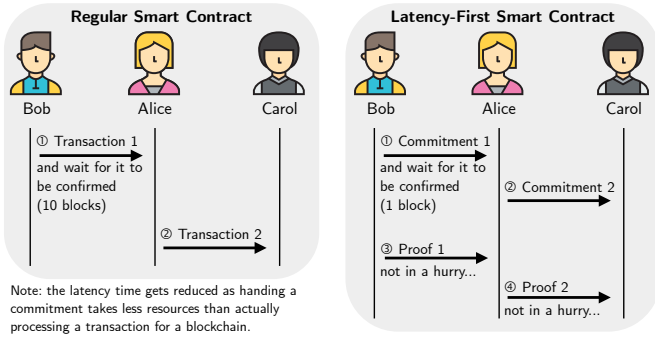 Regular Smart Contract
Bob
Alice
Carol
① Transaction 1
and wait for it to
be confirmed
(10 blocks)
② Transaction 2
Note: the latency time gets reduced as handing a
commitment takes less resources than actually
processing a transaction for a blockchain.
Latency-First Smart Contract
Bob
Alice
Carol
① Commitment 1
and wait for it to
be confirmed
(1 block)
② Commitment 2
③ Proof 1
not in a hurry...
④ Proof 2
not in a hurry...